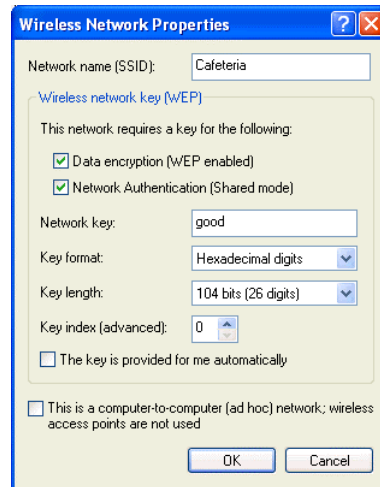 Wireless Network Properties
Network name (SSID): Cafeteria
Wireless network key (WEP)
This network requires a key for the following:
Data encryption (WEP enabled)
Network Authentication (Shared mode)
Network key: good
Key format: Hexadecimal digits
Key length: 104 bits (26 digits)
Key index (advanced): 0
The key is provided for me automatically
This is a computer-to-computer (ad hoc) network; wireless
access points are not used
OK Cancel